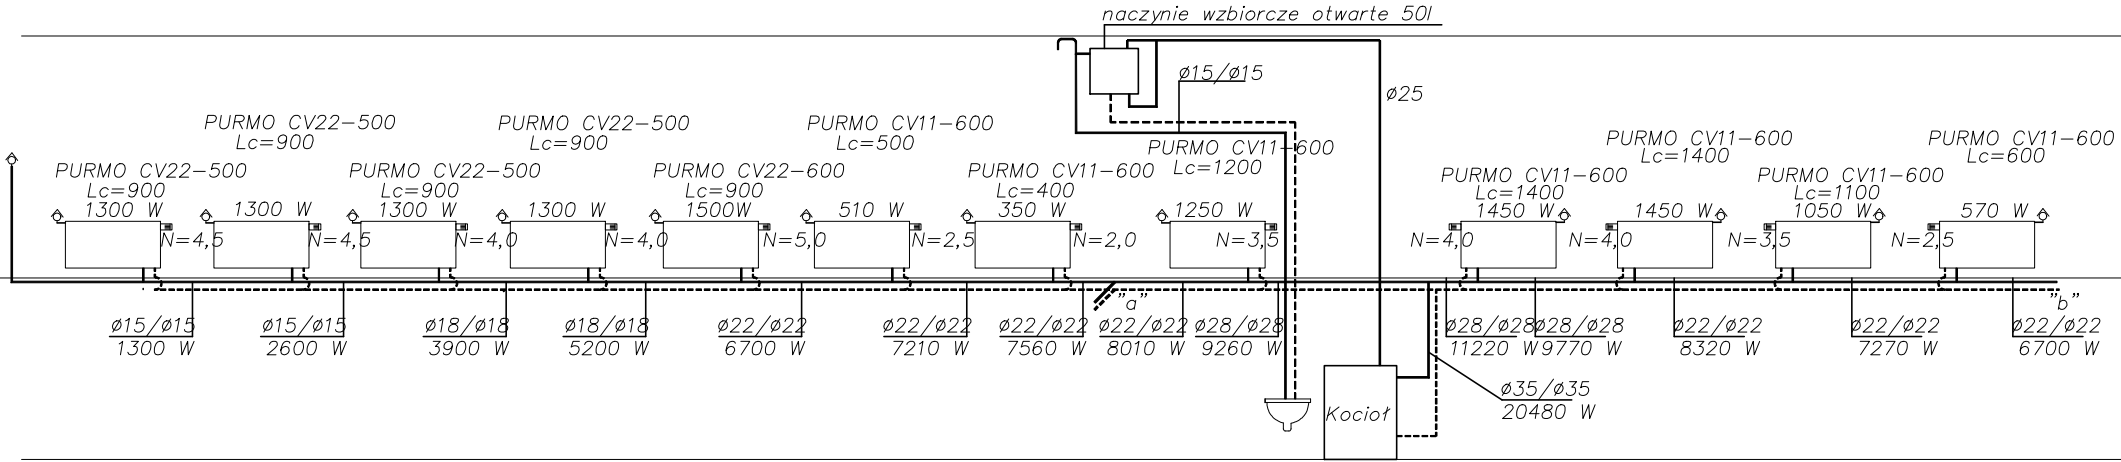 naczynie wzbiorcze otwarte 50l
ø15/ø15
ø25
PURMO CV22-500
Lc=900
PURMO CV22-500
Lc=900
PURMO CV11-600
Lc=500
PURMO CV11-600
Lc=1200
PURMO CV11-600
Lc=1400
PURMO CV11-600
Lc=600
PURMO CV22-500
Lc=900
1300 W
1300 W
PURMO CV22-500
Lc=900
1300 W
1300 W
PURMO CV22-600
Lc=900
1500W
510 W
PURMO CV11-600
Lc=400
350 W
1250 W
PURMO CV11-600
Lc=1400
1450 W
1450 W
PURMO CV11-600
Lc=1100
1050 W
570 W
N=4,5
N=4,5
N=4,0
N=4,0
N=5,0
N=2,5
N=2,0
N=3,5
N=4,0
N=4,0
N=3,5
N=2,5
"a"
"b"
ø15/ø15
1300 W
ø15/ø15
2600 W
ø18/ø18
3900 W
ø18/ø18
5200 W
ø22/ø22
6700 W
ø22/ø22
7210 W
ø22/ø22
7560 W
ø22/ø22
8010 W
ø28/ø28
9260 W
ø28/ø28
11220 W
ø28/ø28
9770 W
ø22/ø22
8320 W
ø22/ø22
7270 W
ø22/ø22
6700 W
ø35/ø35
20480 W
Kocioł